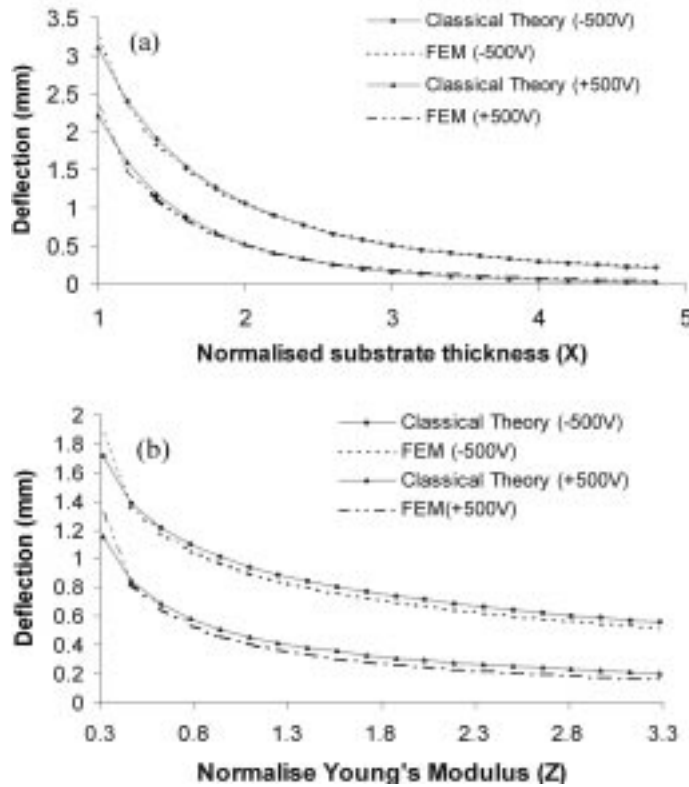 (a)
Classical Theory (-500V)
FEM (-500V)
Classical Theory (+500V)
FEM (+500V)
Deflection (mm)
3.5
3
2.5
2
1.5
1
0.5
0
1 2 3 4 5
Normalised substrate thickness (X)
(b)
Classical Theory (-500V)
FEM (-500V)
Classical Theory (+500V)
FEM(+500V)
Deflection (mm)
2
1.8
1.6
1.4
1.2
1
0.8
0.6
0.4
0.2
0
0.3 0.8 1.3 1.8 2.3 2.8 3.3
Normalise Young's Modulus (Z)